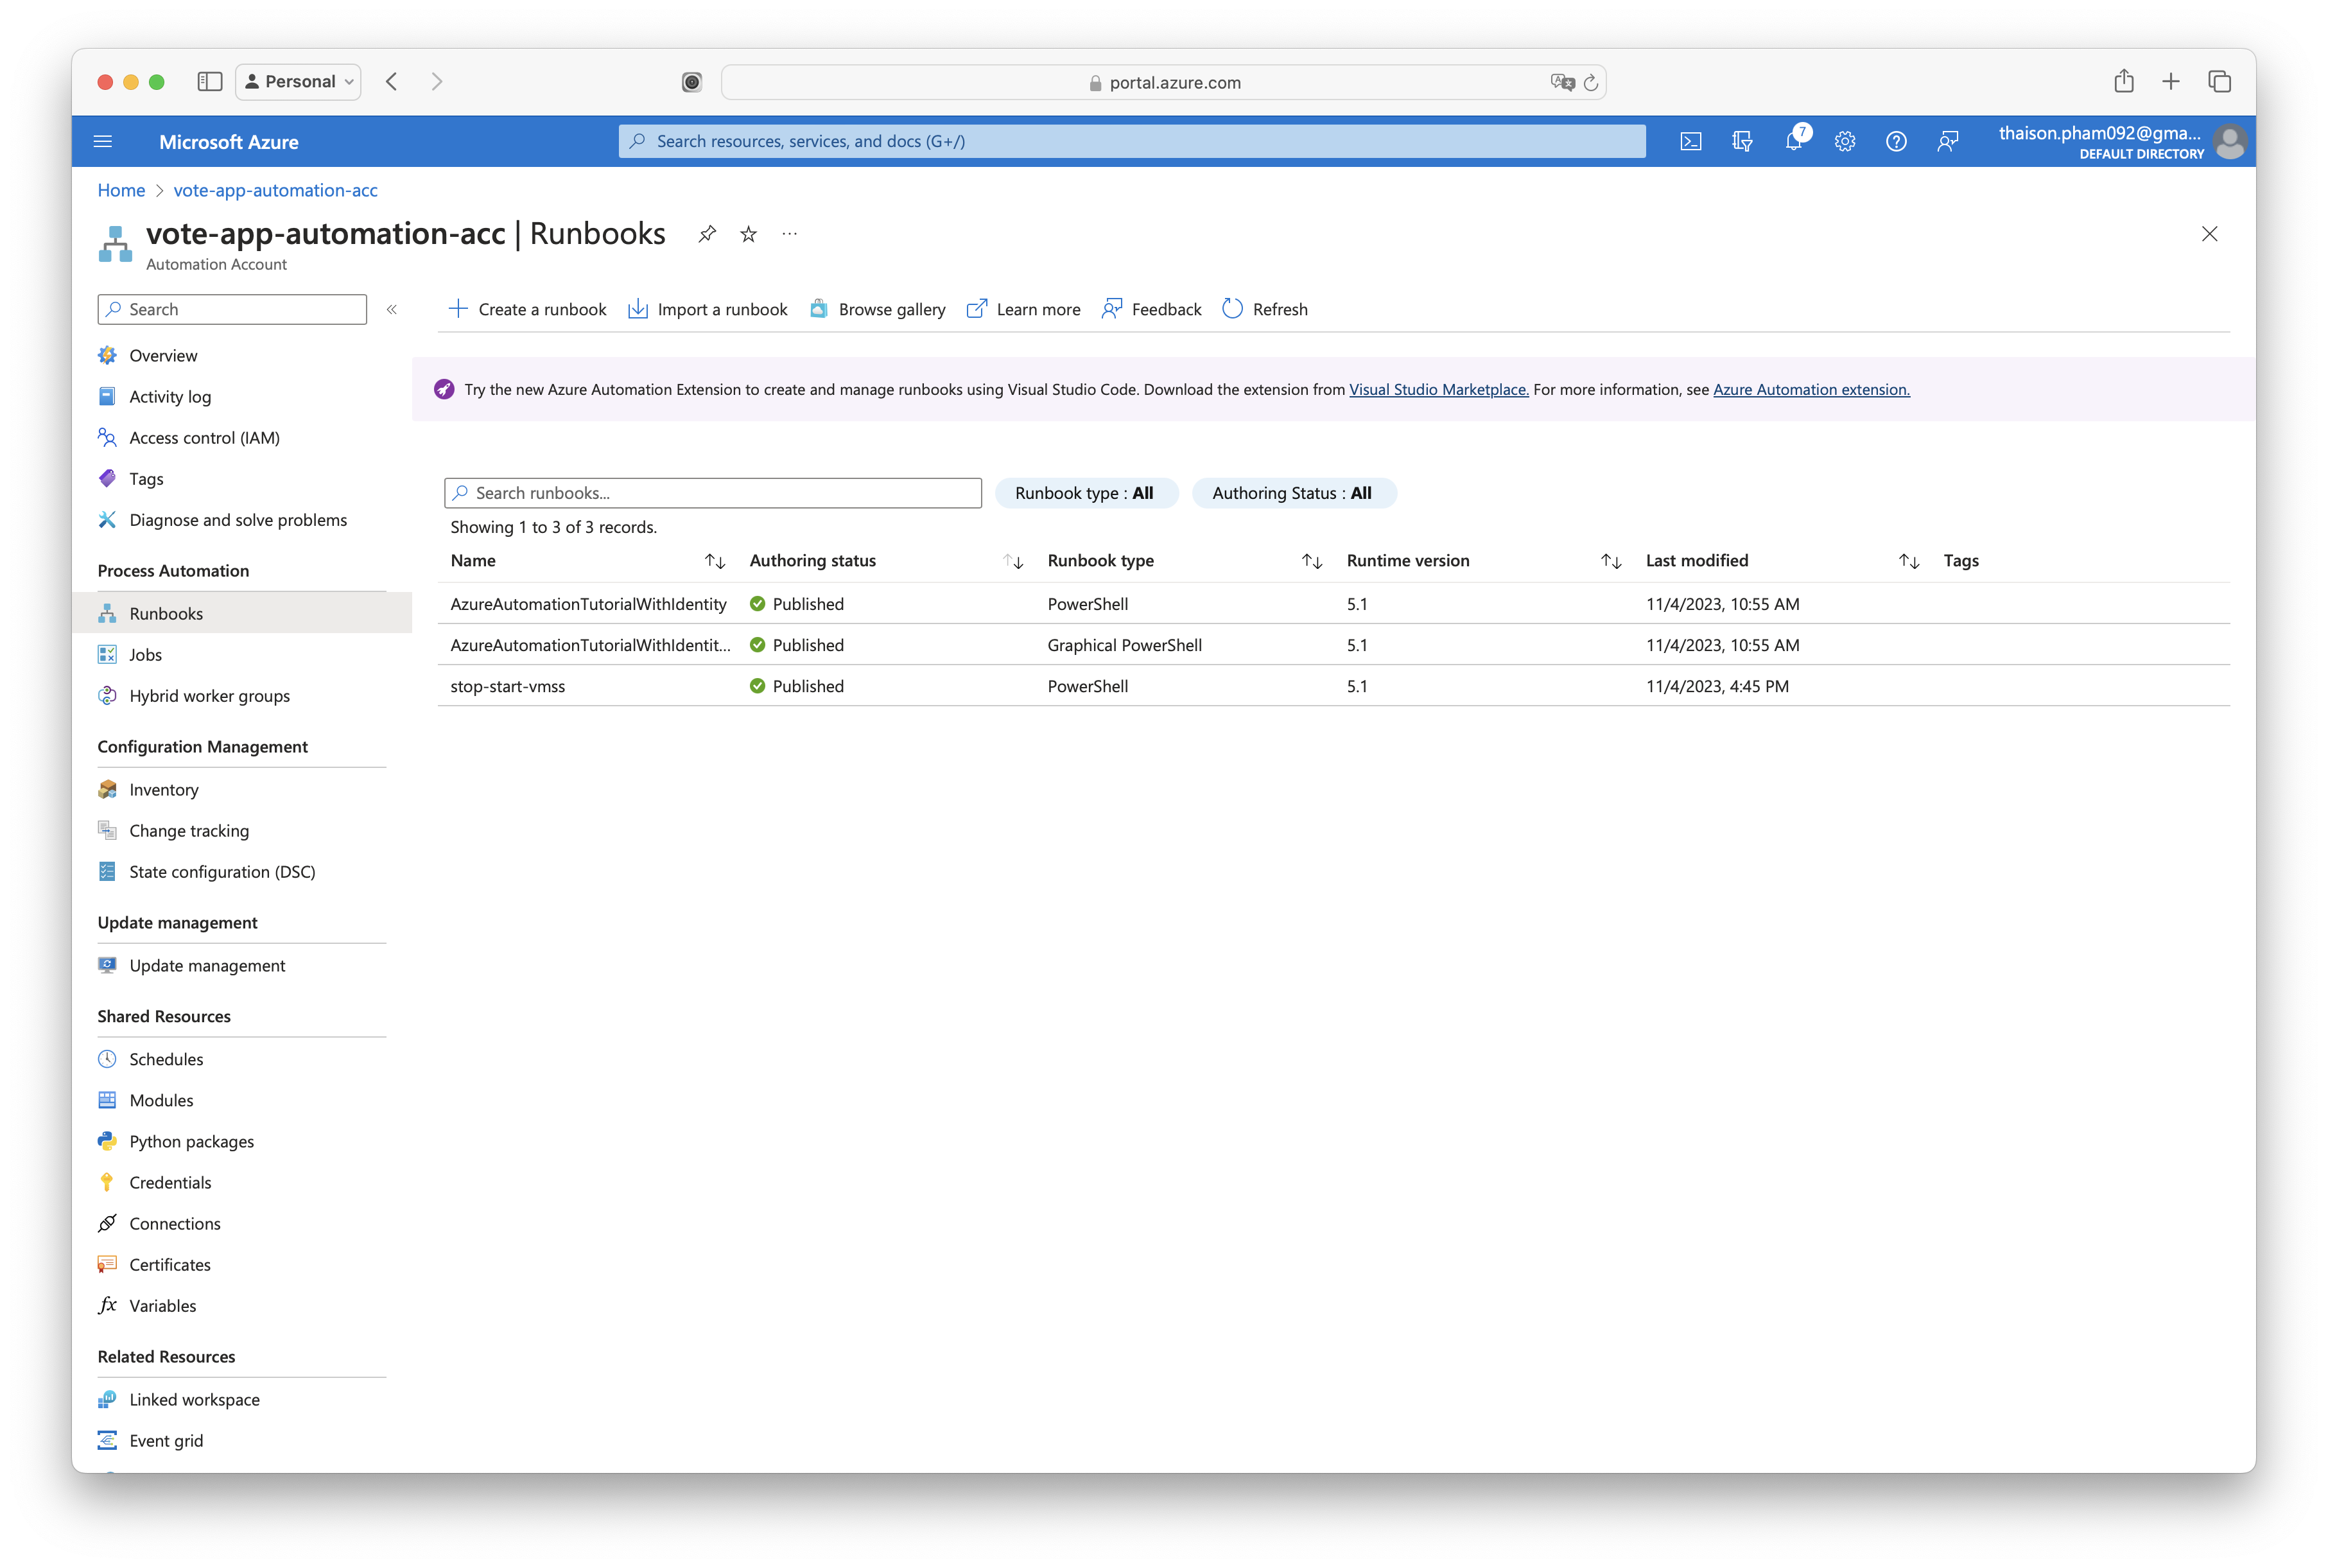 Personal
portal.azure.com
Microsoft Azure
Search resources, services, and docs (G+/)
7
thaison.pham092@gma...
DEFAULT DIRECTORY
Home > vote-app-automation-acc
vote-app-automation-acc | Runbooks
Automation Account
Search
Overview
Activity log
Access control (IAM)
Tags
Diagnose and solve problems
Process Automation
Runbooks
Jobs
Hybrid worker groups
Configuration Management
Inventory
Change tracking
State configuration (DSC)
Update management
Update management
Shared Resources
Schedules
Modules
Python packages
Credentials
Connections
Certificates
Variables
Related Resources
Linked workspace
Event grid
Create a runbook Import a runbook Browse gallery Learn more Feedback Refresh
Try the new Azure Automation Extension to create and manage runbooks using Visual Studio Code. Download the extension from Visual Studio Marketplace. For more information, see Azure Automation extension.
Search runbooks... Runbook type : All Authoring Status : All
Showing 1 to 3 of 3 records.
Name Authoring status Runbook type Runtime version Last modified Tags
AzureAutomationTutorialWithIdentity Published PowerShell 5.1 11/4/2023, 10:55 AM
AzureAutomationTutorialWithIdentit... Published Graphical PowerShell 5.1 11/4/2023, 10:55 AM
stop-start-vmss Published PowerShell 5.1 11/4/2023, 4:45 PM